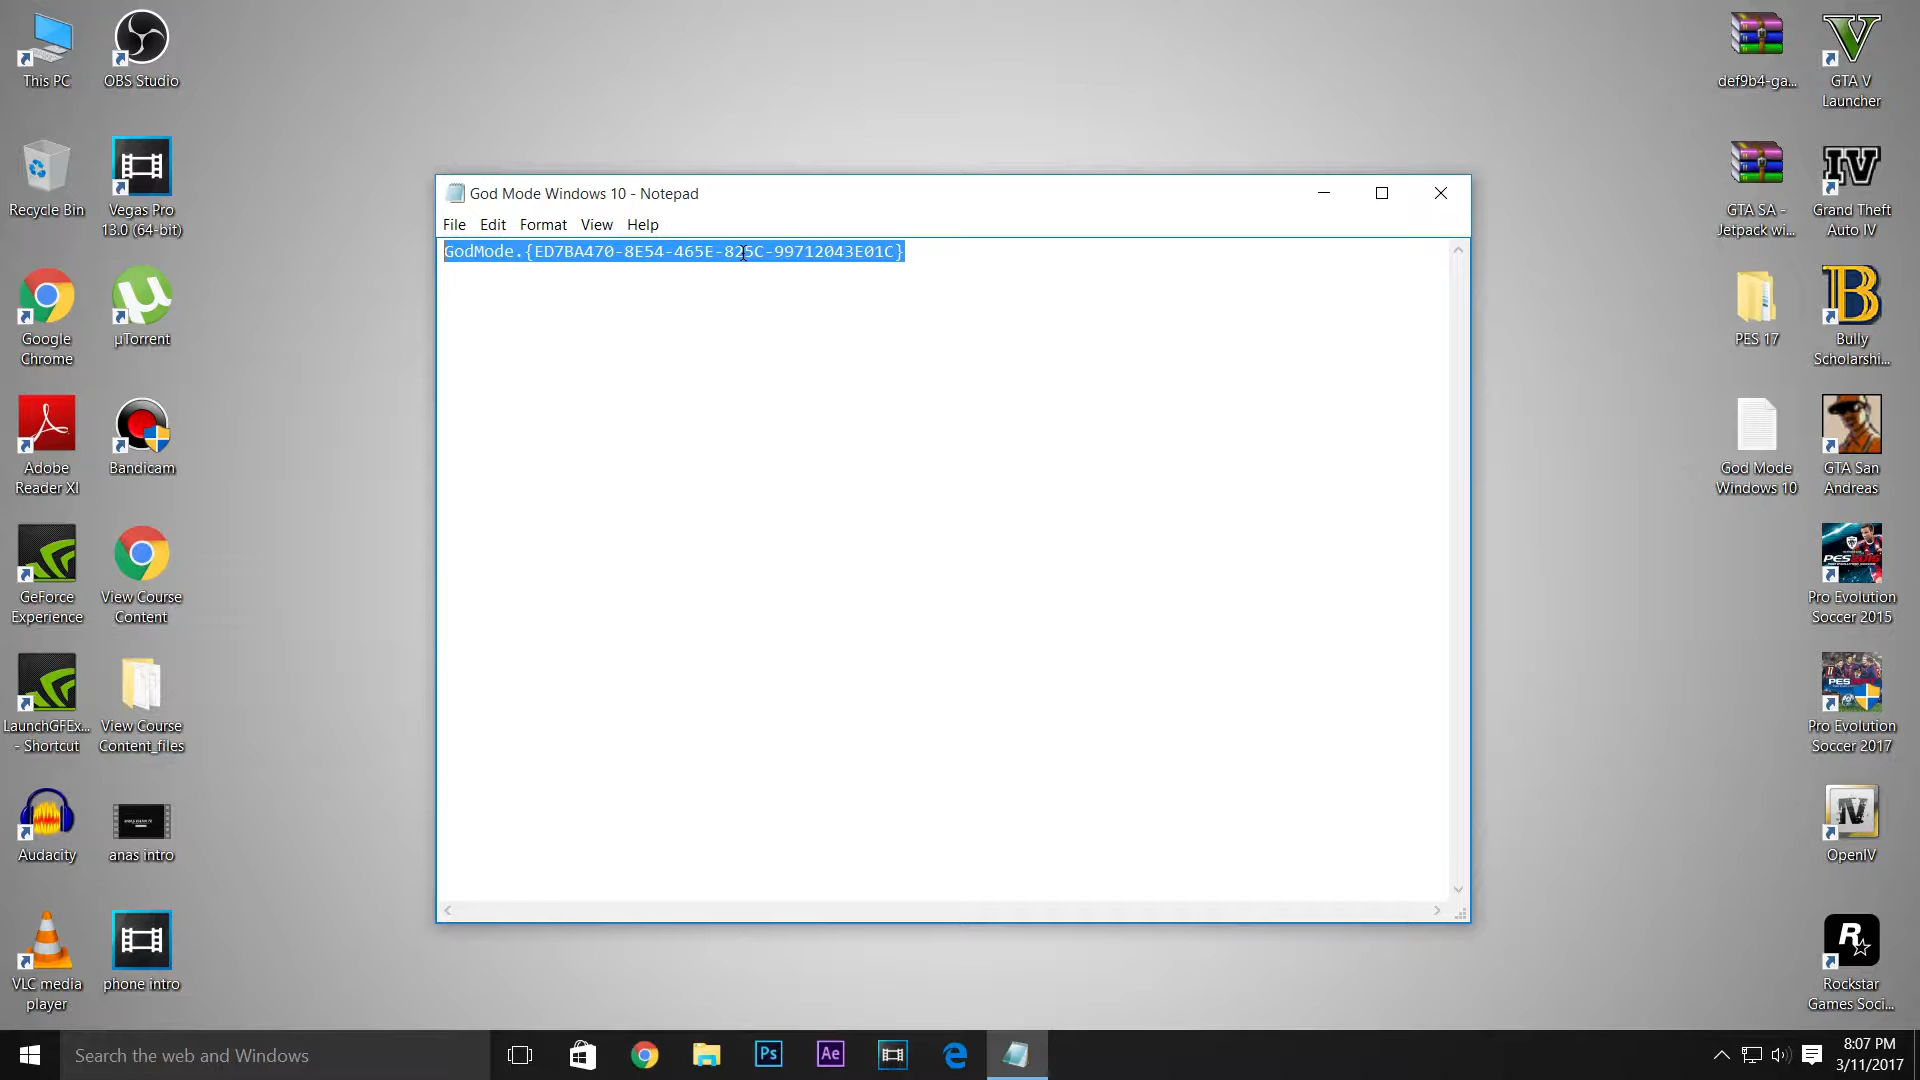 This PC
OBS Studio
Recycle Bin
Vegas Pro
13.0 (64-bit)
Google
Chrome
µTorrent
Adobe
Reader XI
Bandicam
GeForce
Experience
View Course
Content
LaunchGFEx...
- Shortcut
View Course
Content_files
Audacity
anas intro
VLC media
player
phone intro
God Mode Windows 10 - Notepad
File Edit Format View Help
GodMode.{ED7BA470-8E54-465E-825C-99712043E01C}
def9b4-ga...
GTA V
Launcher
GTA SA -
Jetpack wi...
Grand Theft
Auto IV
PES 17
Bully
Scholarshi...
God Mode
Windows 10
GTA San
Andreas
Pro Evolution
Soccer 2015
Pro Evolution
Soccer 2017
OpenIV
Rockstar
Games Soci...
Search the web and Windows
Ps
Ae
8:07 PM
3/11/2017